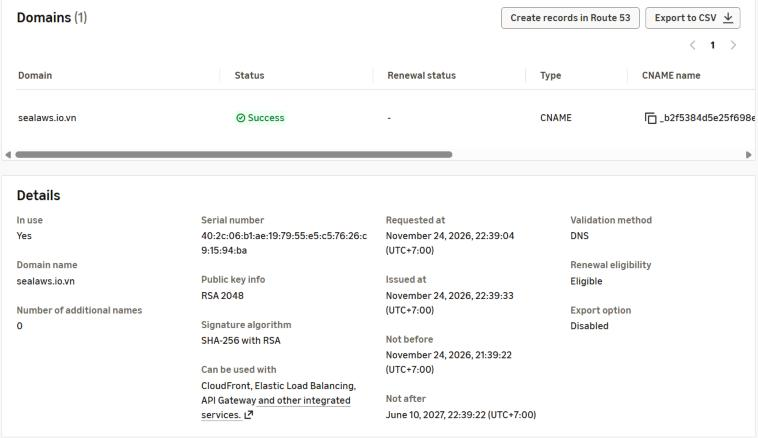 Domains (1)
Create records in Route 53
Export to CSV
1
Domain Status Renewal status Type CNAME name
sealaws.io.vn Success - CNAME _b2f5384d5e25f698e
Details
In use
Yes
Domain name
sealaws.io.vn
Number of additional names
0
Serial number
40:2c:06:b1:ae:19:79:55:e5:c5:76:26:c
9:15:94:ba
Public key info
RSA 2048
Signature algorithm
SHA-256 with RSA
Can be used with
CloudFront, Elastic Load Balancing,
API Gateway and other integrated
services.
Requested at
November 24, 2026, 22:39:04
(UTC+7:00)
Issued at
November 24, 2026, 22:39:33
(UTC+7:00)
Not before
November 24, 2026, 21:39:22
(UTC+7:00)
Not after
June 10, 2027, 22:39:22 (UTC+7:00)
Validation method
DNS
Renewal eligibility
Eligible
Export option
Disabled